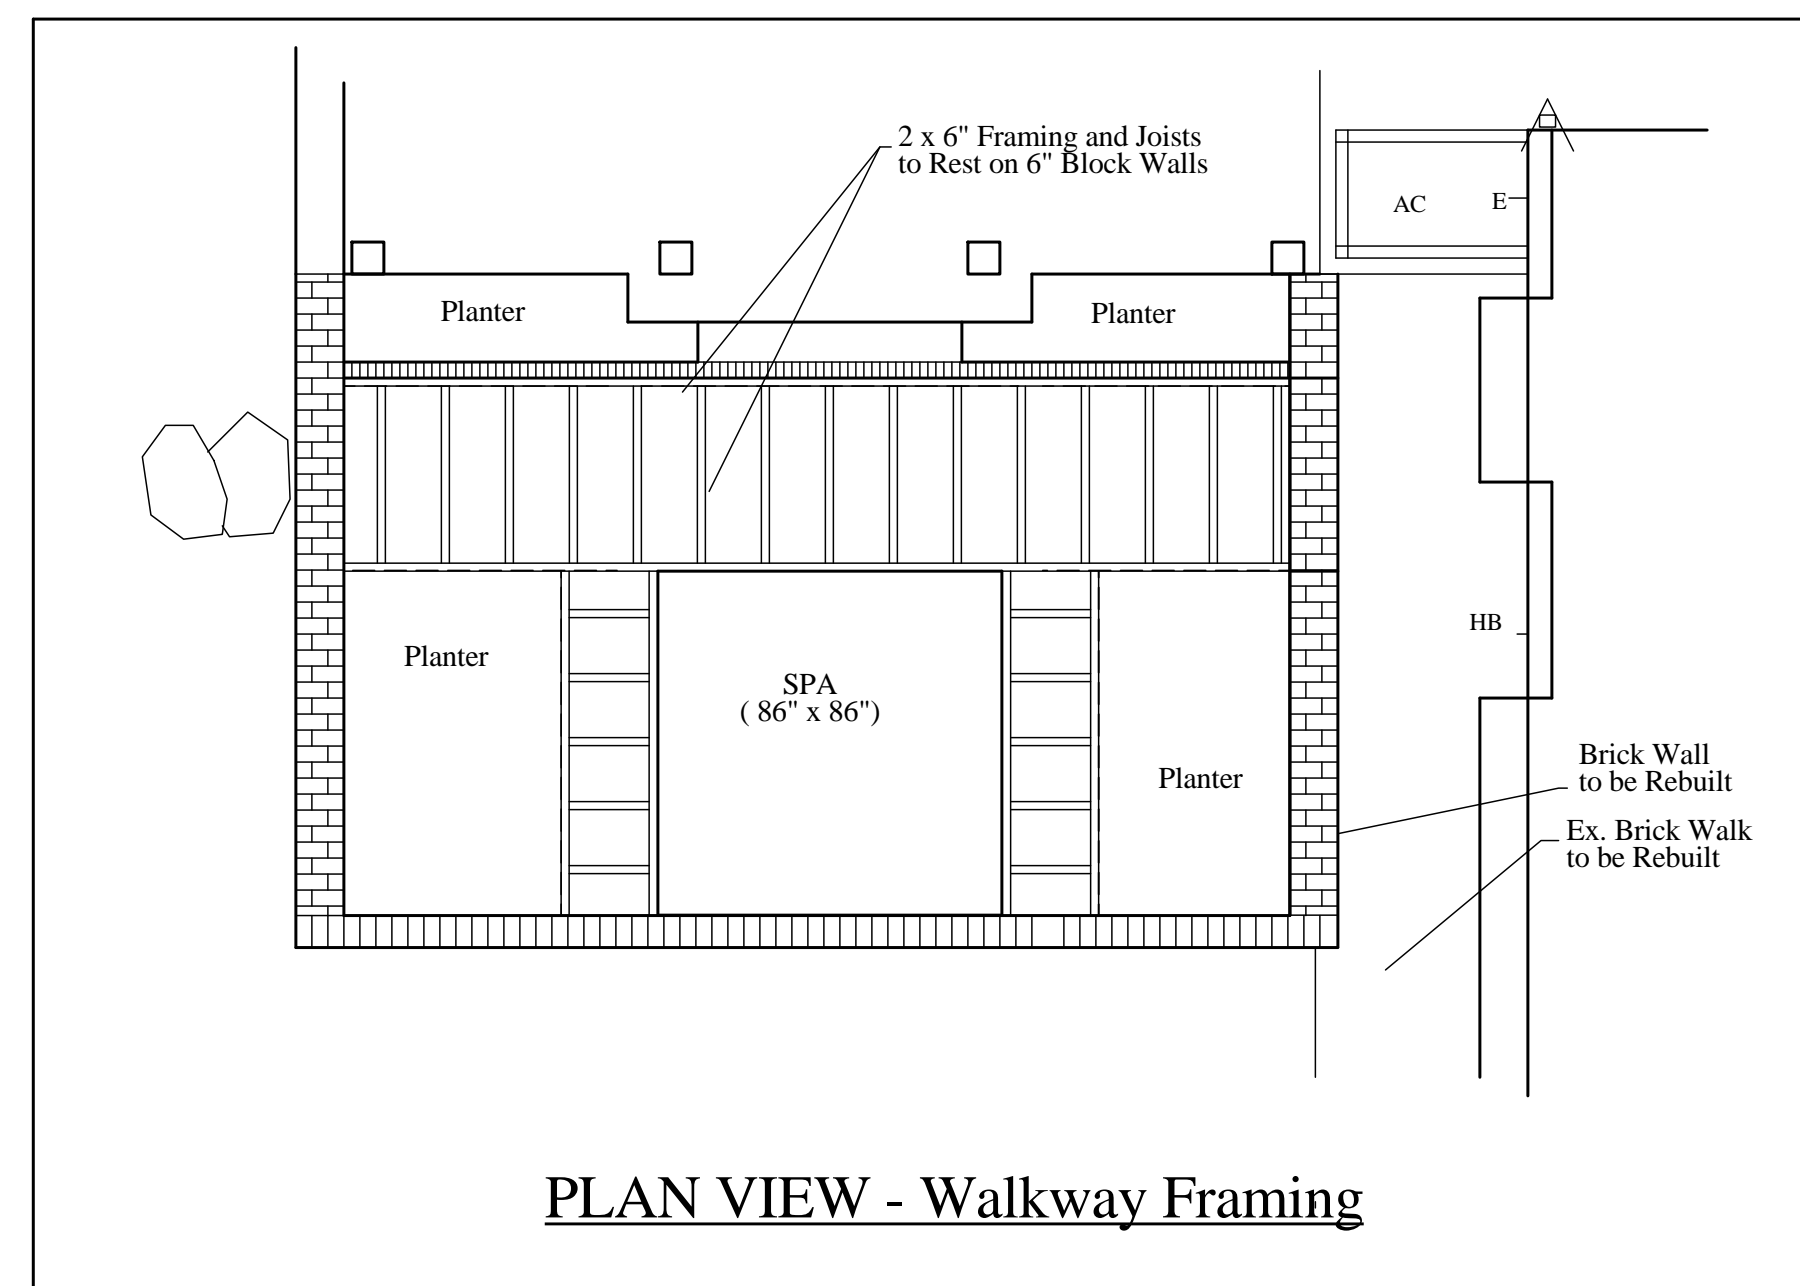 2 x 6" Framing and Joists
to Rest on 6" Block Walls
AC
E
Planter
Planter
HB
Planter
SPA
( 86" x 86")
Planter
Brick Wall
to be Rebuilt
Ex. Brick Walk
to be Rebuilt
PLAN VIEW - Walkway Framing